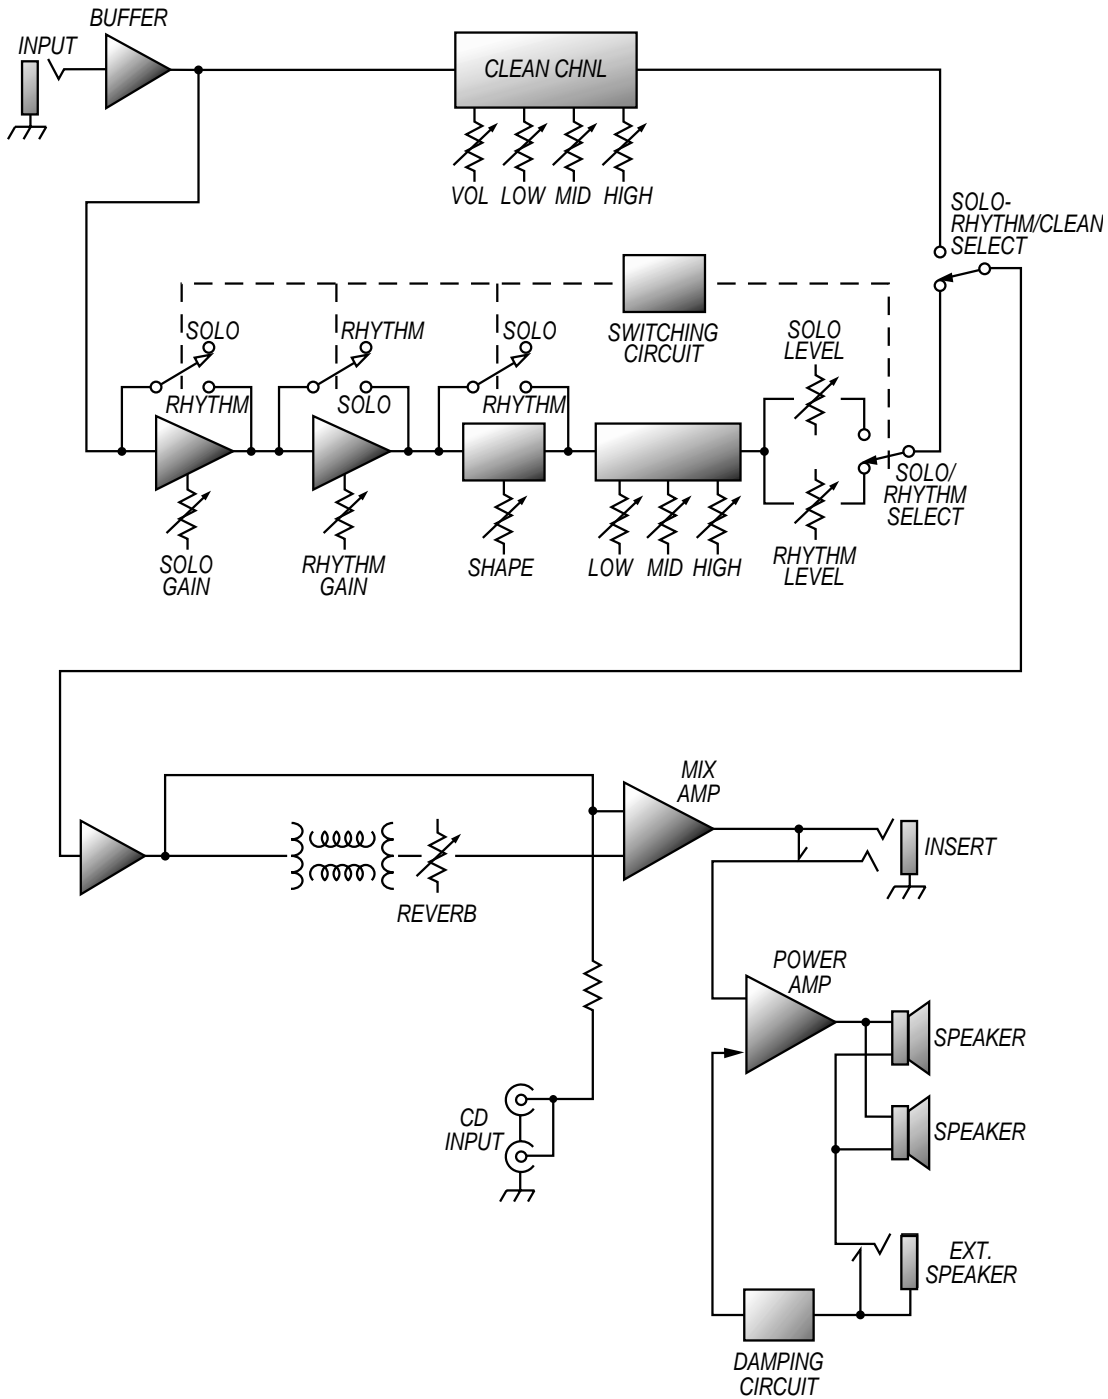 BUFFER
INPUT
CLEAN CHNL
VOL LOW MID HIGH
SOLO-
RHYTHM/CLEAN
SELECT
SOLO
RHYTHM
SOLO
SWITCHING
CIRCUIT
SOLO
LEVEL
RHYTHM
SOLO
RHYTHM
SOLO/
RHYTHM
SELECT
SOLO
GAIN
RHYTHM
GAIN
SHAPE
LOW MID HIGH
RHYTHM
LEVEL
MIX
AMP
INSERT
REVERB
POWER
AMP
SPEAKER
CD
INPUT
SPEAKER
EXT.
SPEAKER
DAMPING
CIRCUIT